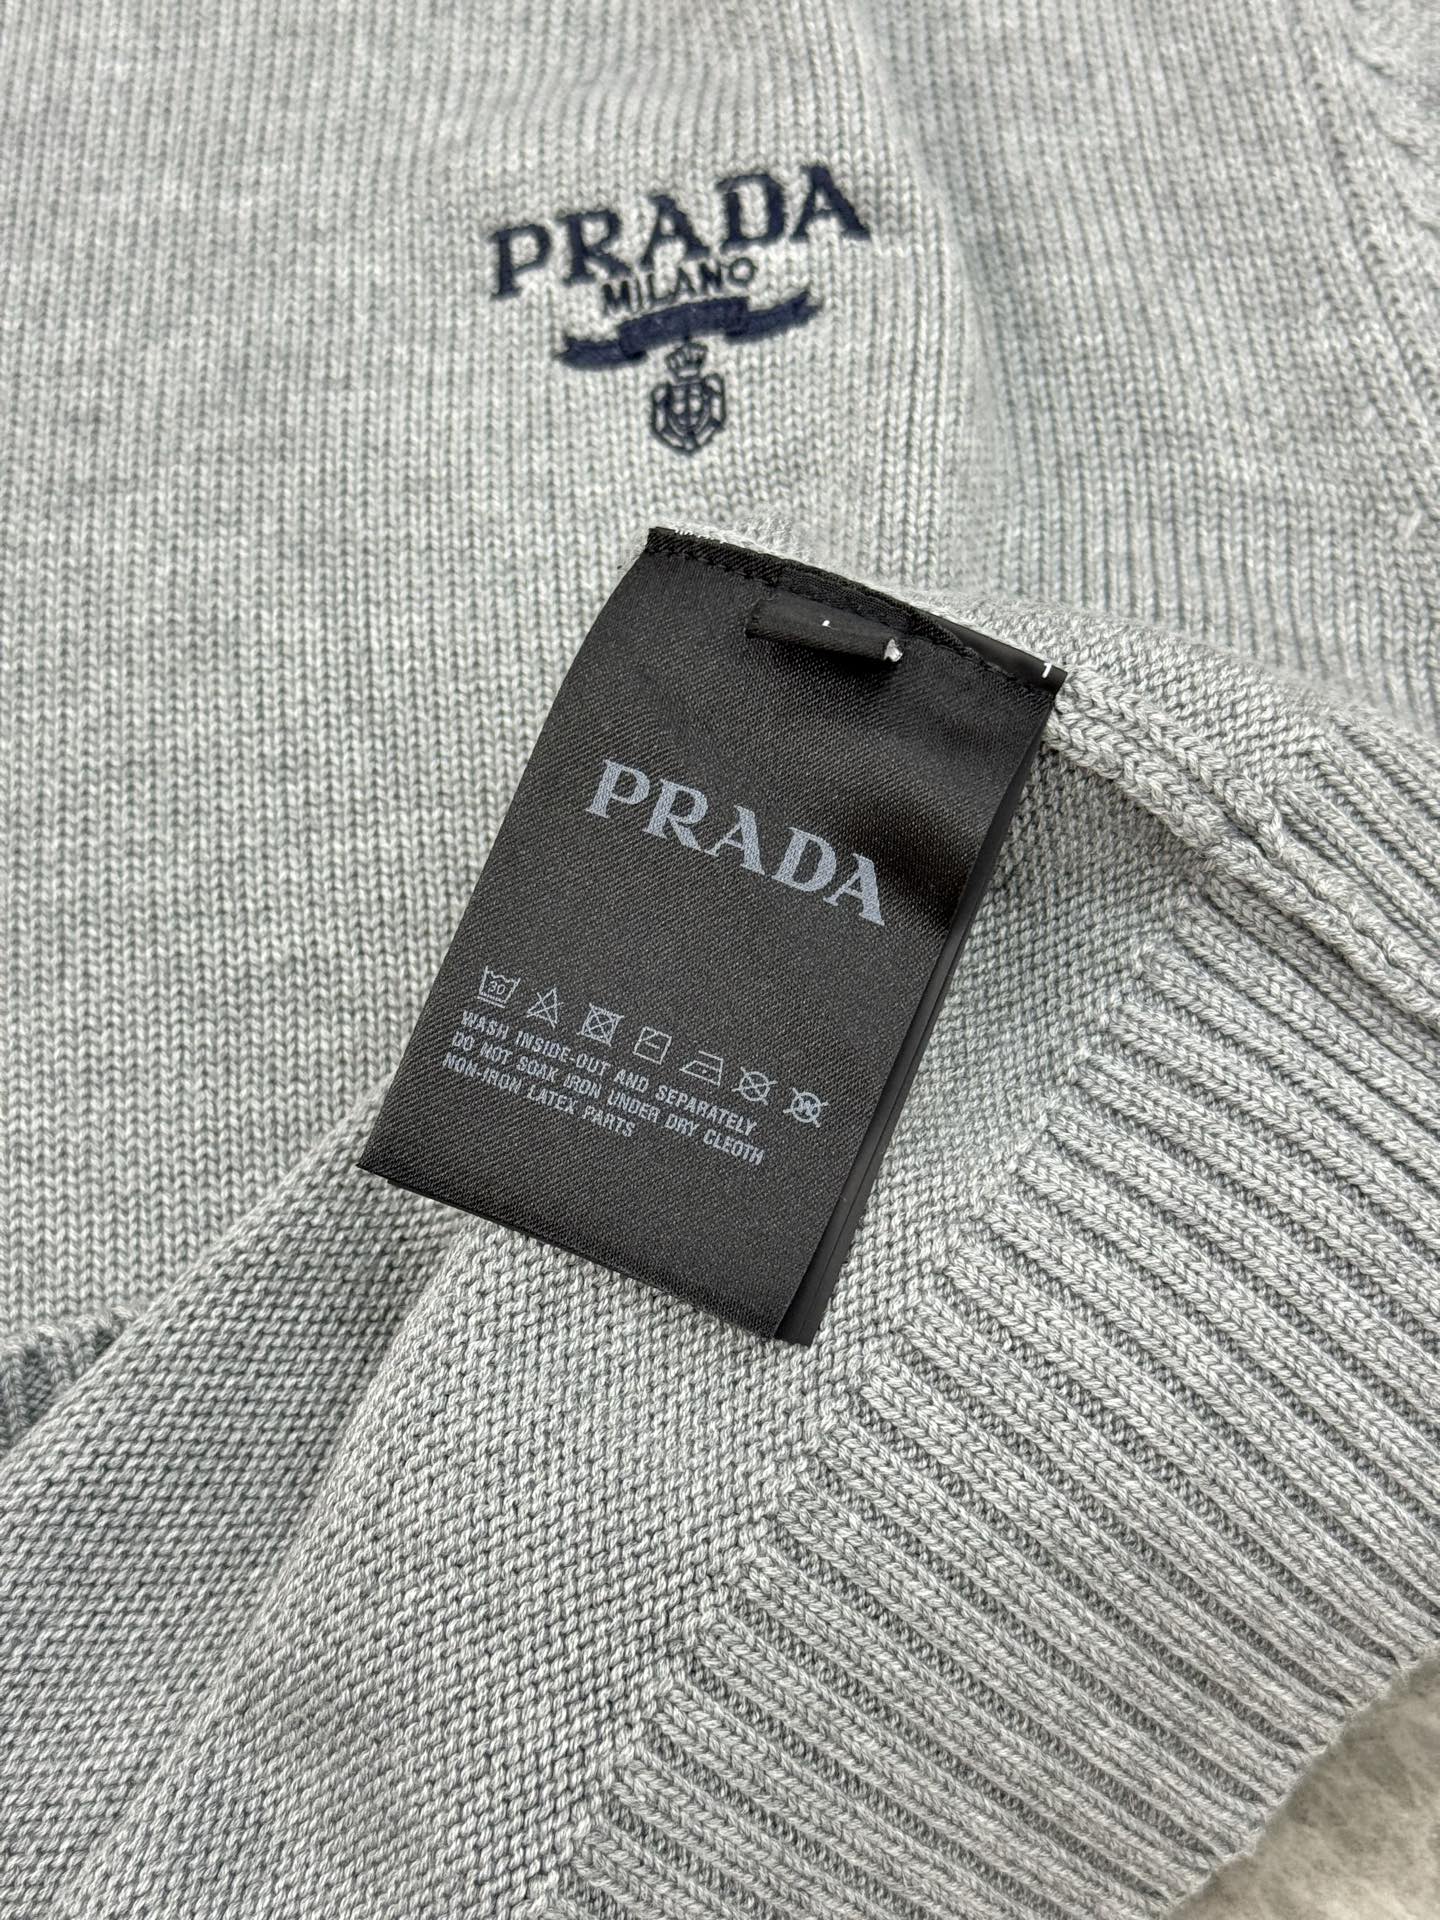 PRADA
MILANO
PRADA
30
WASH INSIDE-OUT AND SEPARATELY
DO NOT SOAK IRON UNDER DRY CLEOTH
NON-IRON LATEX PARTS